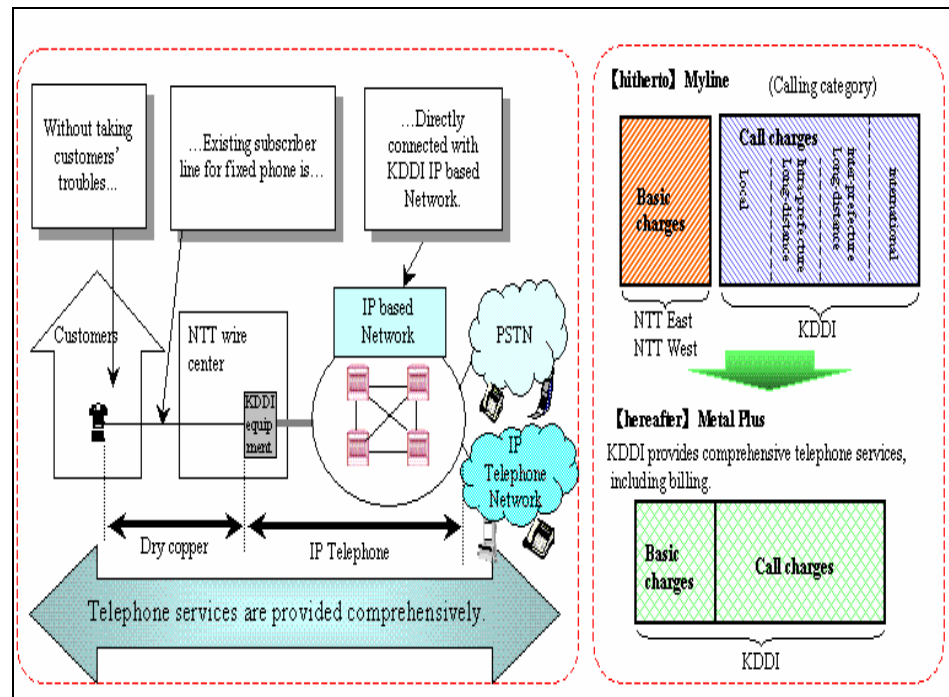 Without taking
customers'
troubles...
...Existing subscriber
line for fixed phone is...
...Directly
connected with
KDDI IP based
Network.
Customers
NTT wire
center
KDDI
equip
ment
IP based
Network
PSTN
IP
Telephone
Network
Dry copper
IP Telephone
Telephone services are provided comprehensively.
【hitherto】Myline
(Calling category)
Basic
charges
Call charges
Local
Intra-prefecture
Long-distance
inter prefecture
Long-distance
international
NTT East
NTT West
KDDI
【hereafter】Metal Plus
KDDI provides comprehensive telephone services,
including billing.
Basic
charges
Call charges
KDDI